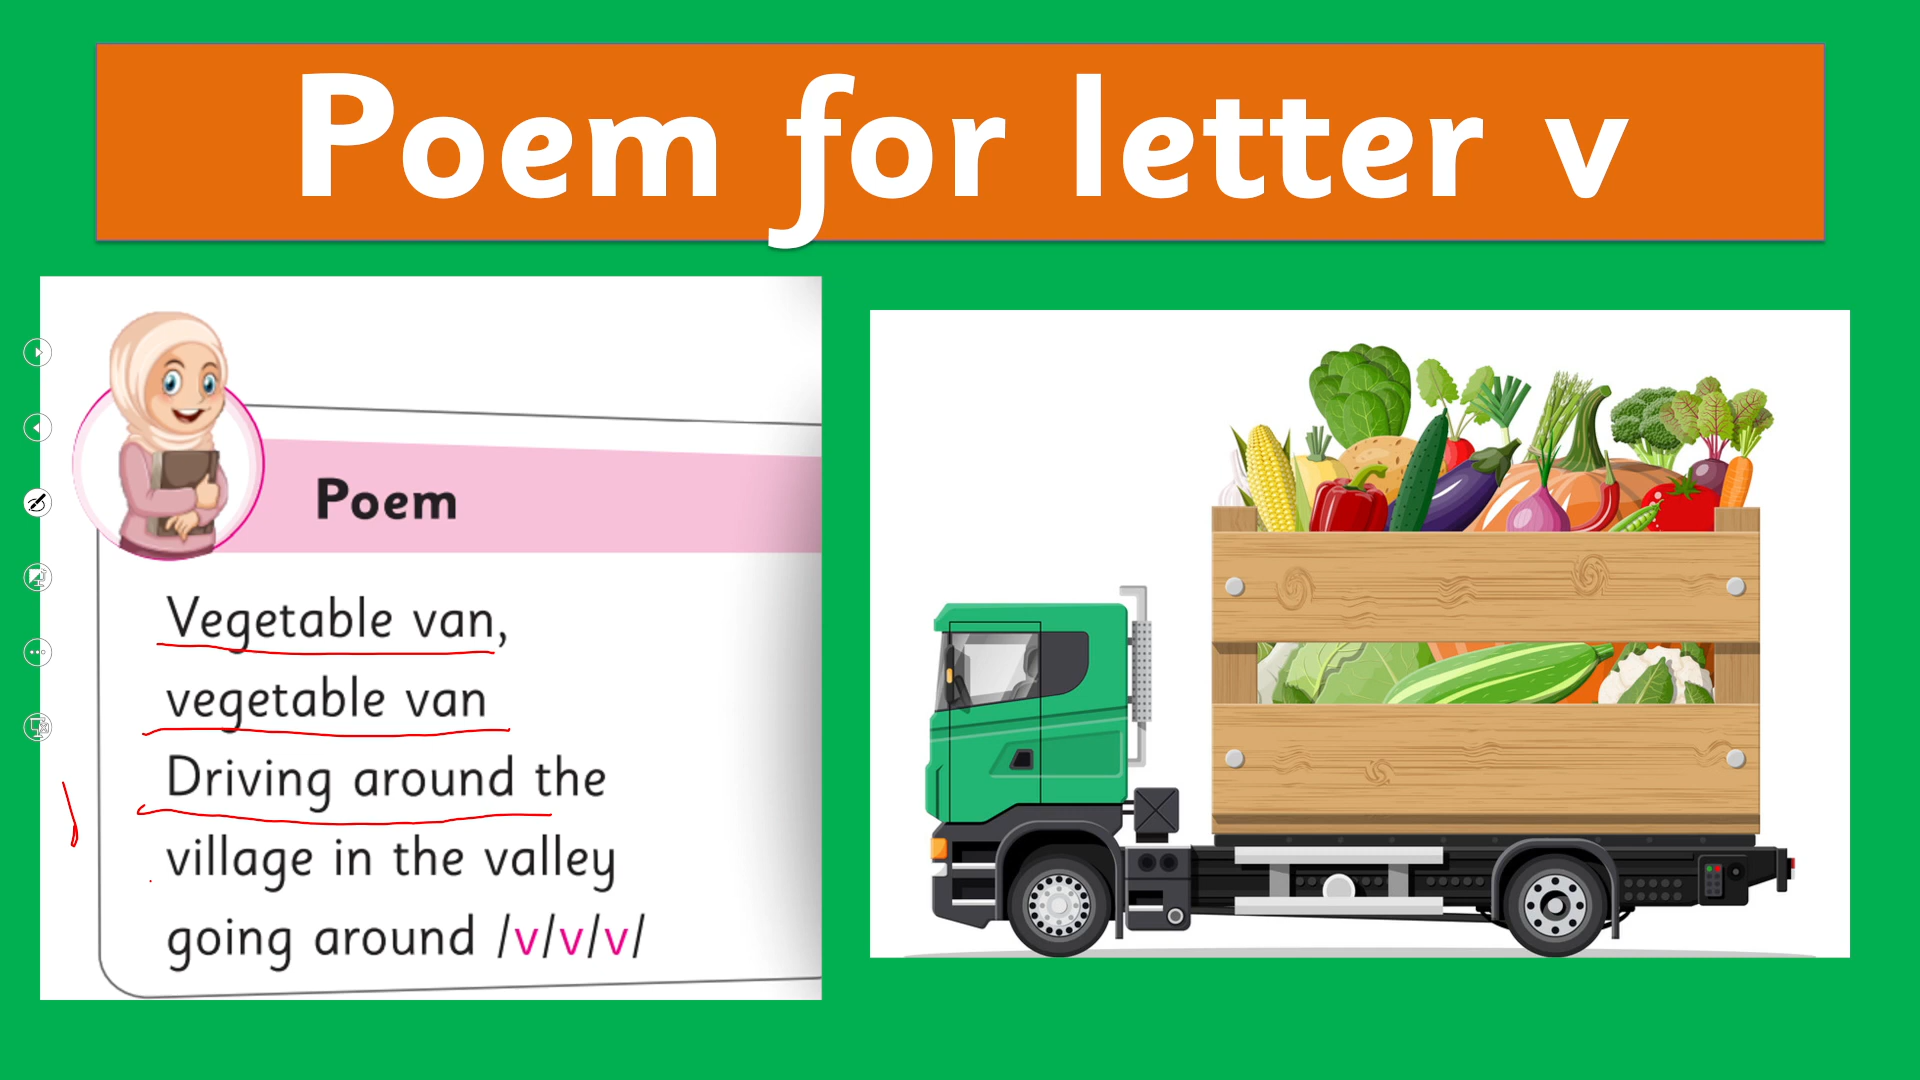 Poem for letter v
Poem
Vegetable van,
vegetable van
Driving around the
village in the valley
going around /v/v/v/